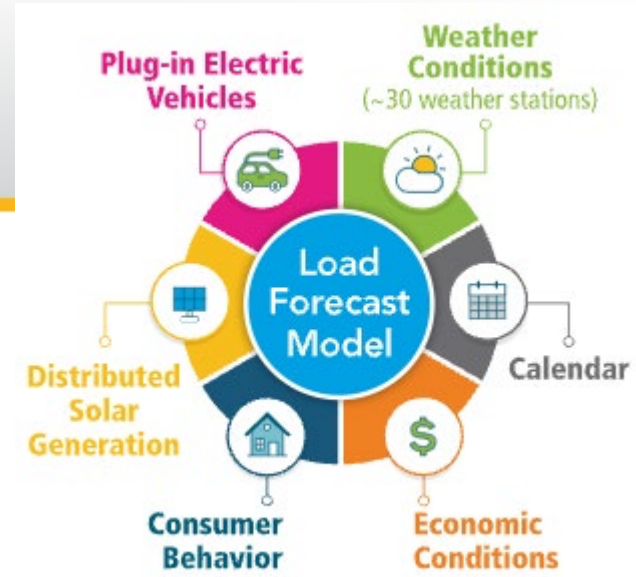 Plug-in Electric
Vehicles
Weather
Conditions
(~30 weather stations)
Load
Forecast
Model
Distributed
Solar
Generation
Calendar
Consumer
Behavior
$
Economic
Conditions